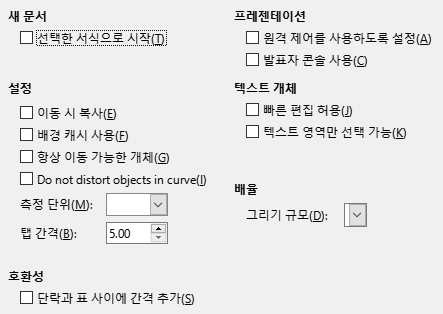 새 문서
선택한 서식으로 시작(T)
설정
이동 시 복사(E)
배경 캐시 사용(F)
항상 이동 가능한 개체(G)
Do not distort objects in curve(I)
측정 단위(M):
탭 간격(B): 5.00
호환성
단락과 표 사이에 간격 추가(S)
프레젠테이션
원격 제어를 사용하도록 설정(A)
발표자 콘솔 사용(C)
텍스트 개체
빠른 편집 허용(J)
텍스트 영역만 선택 가능(K)
배율
그리기 규모(D):